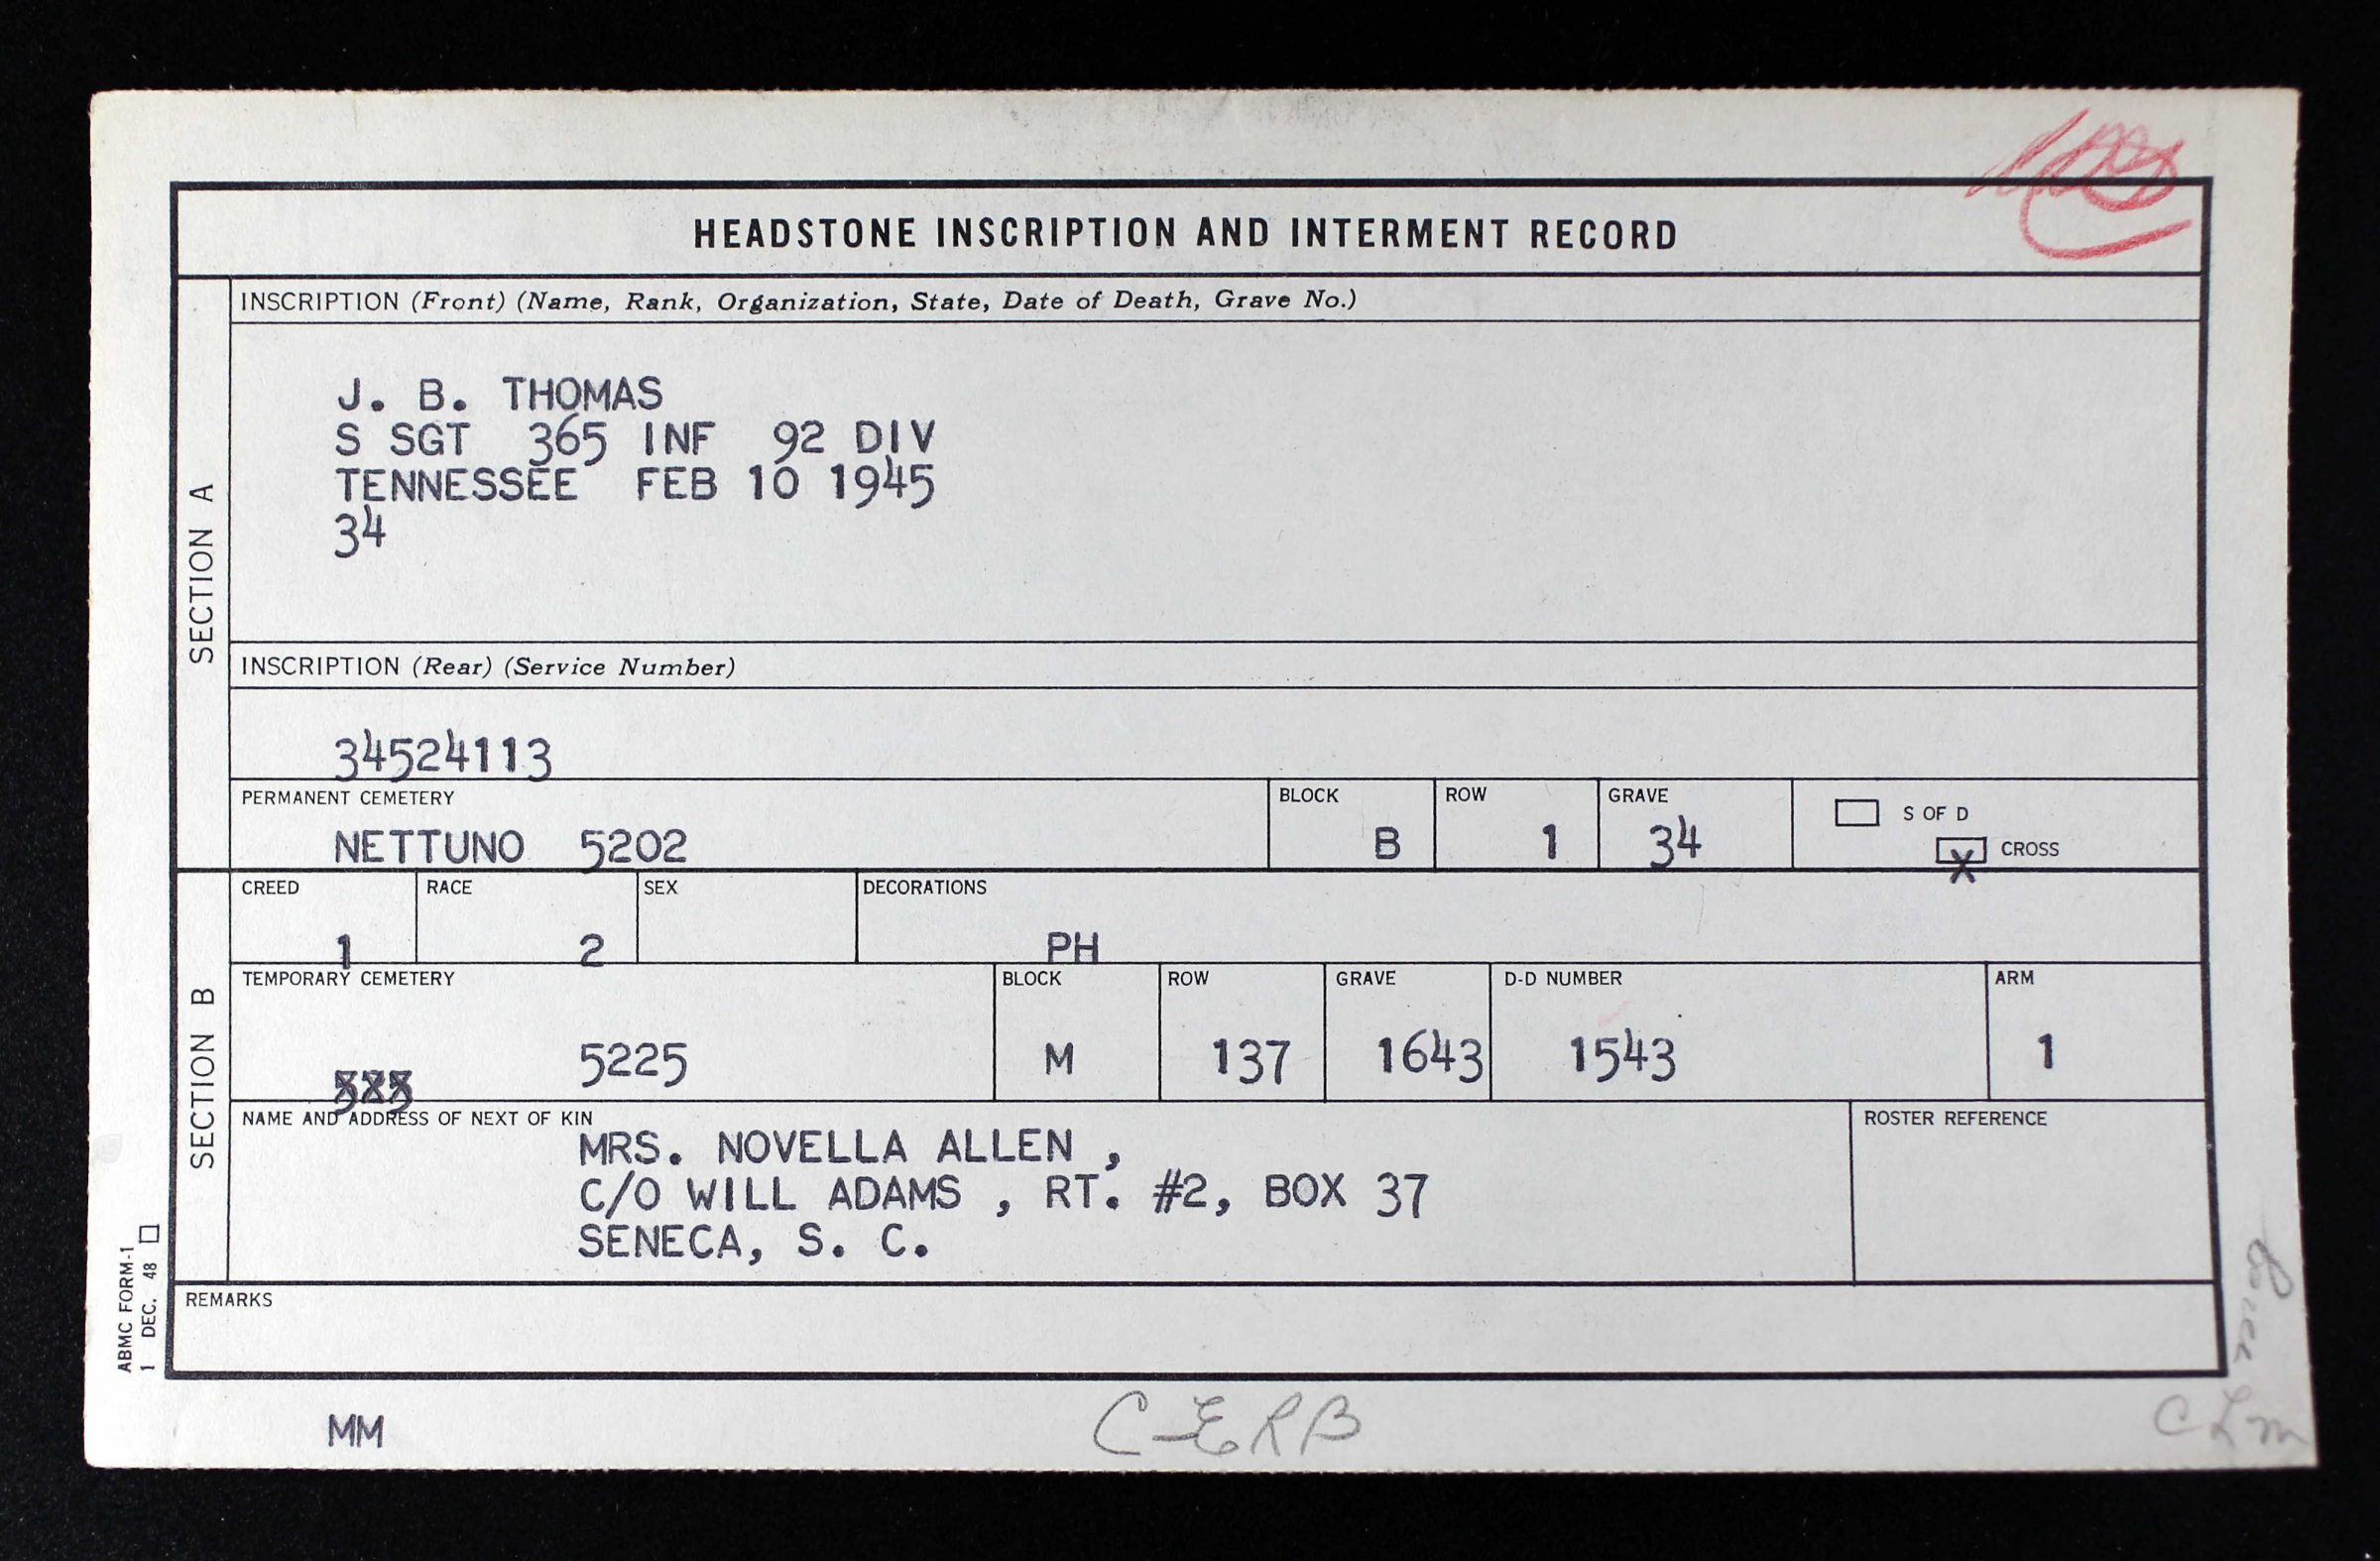 HEADSTONE INSCRIPTION AND INTERMENT RECORD
SECTION A
INSCRIPTION (Front) (Name, Rank, Organization, State, Date of Death, Grave No.)
J. B. THOMAS
S SGT 365 INF 92 DIV
TENNESSEE FEB 10 1945
34
INSCRIPTION (Rear) (Service Number)
34524113
PERMANENT CEMETERY BLOCK ROW GRAVE S OF D
NETTUNO 5202 B 1 34 X CROSS
SECTION B
CREED RACE SEX DECORATIONS
1 2 PH
TEMPORARY CEMETERY BLOCK ROW GRAVE D-D NUMBER ARM
5225 M 137 1643 1543 1
NAME AND ADDRESS OF NEXT OF KIN ROSTER REFERENCE
MRS. NOVELLA ALLEN ,
C/O WILL ADAMS , RT. #2, BOX 37
SENECA, S. C.
REMARKS
ABMC FORM-1
1 DEC. 48
MM
C-ERB
CLM